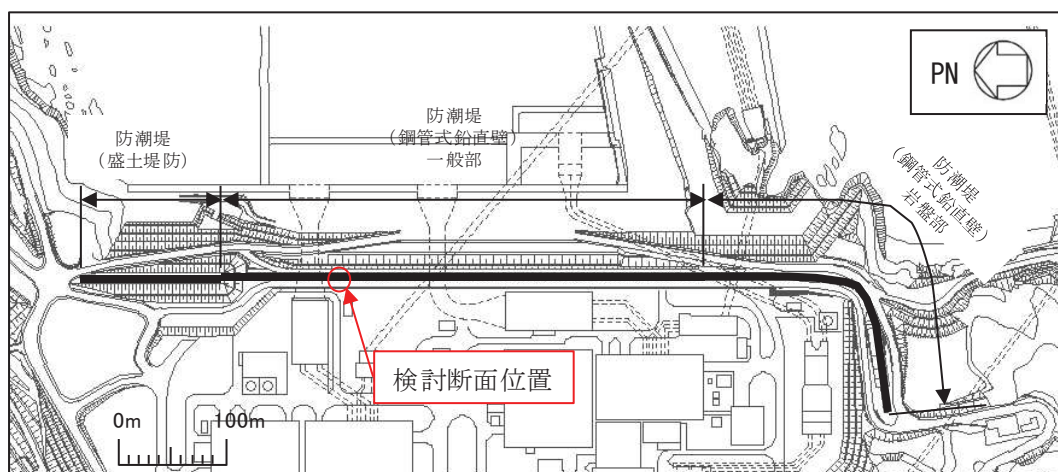 PN
防潮堤
（盛土堤防）
防潮堤
（鋼管式鉛直壁）
一般部
防潮堤
（鋼管式鉛直壁）
岩盤部
検討断面位置
0m
100m